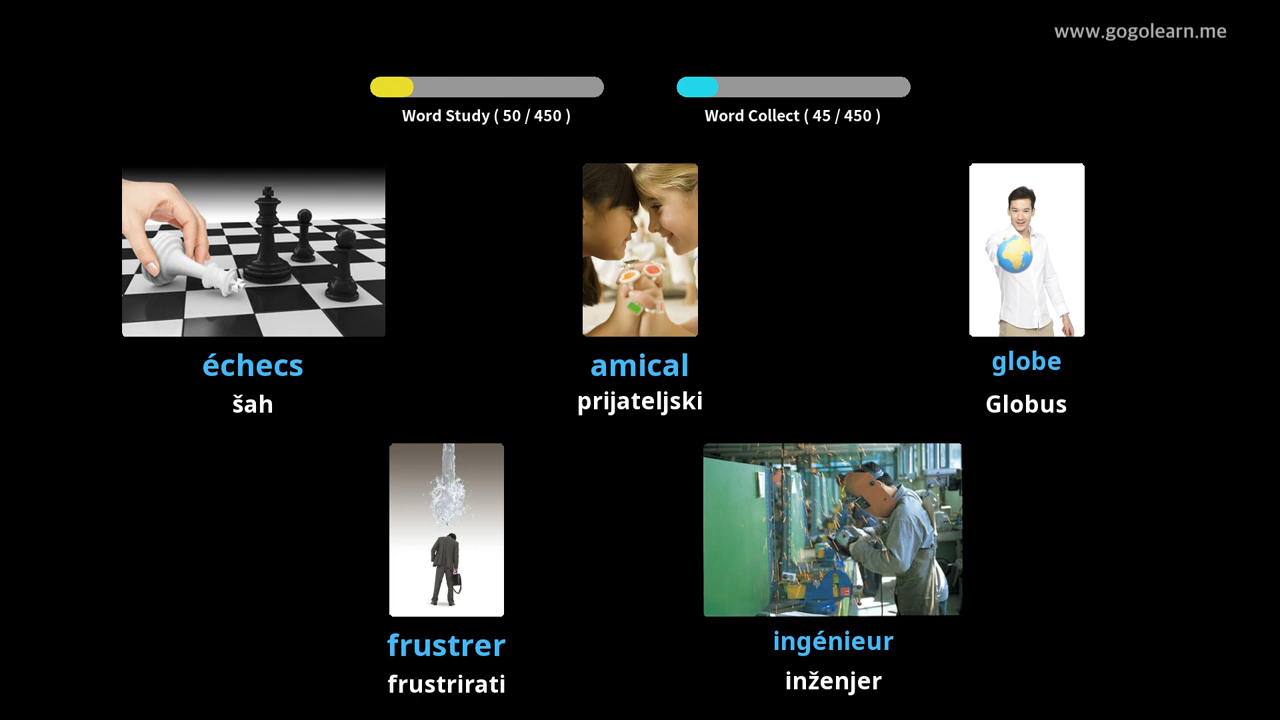 www.gogolearn.me
Word Study ( 50 / 450 )
Word Collect ( 45 / 450 )
échecs
šah
amical
prijateljski
globe
Globus
frustrer
frustrirati
ingénieur
inženjer